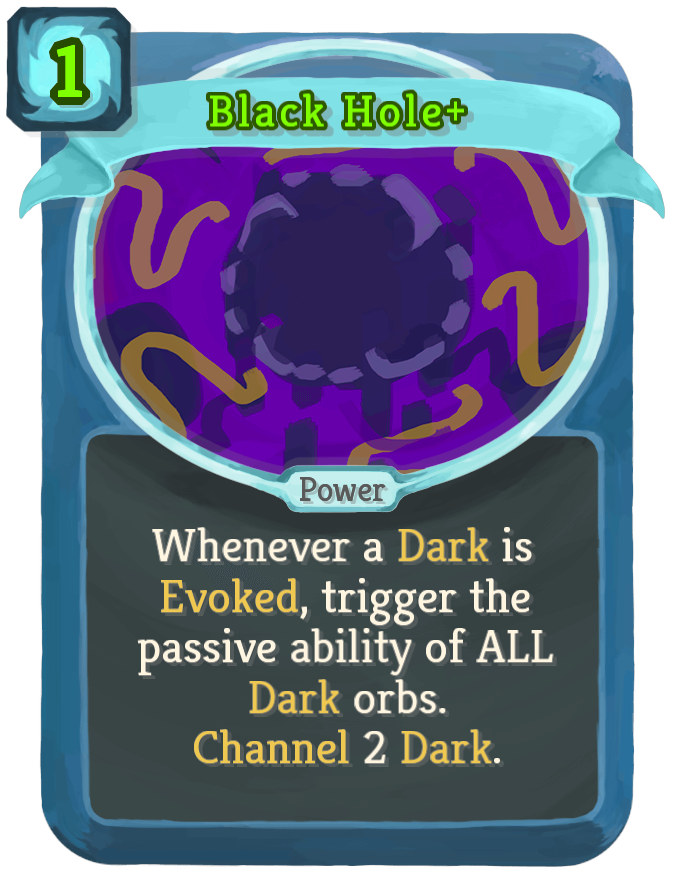 1
Black Hole+
Power
Whenever a Dark is
Evoked, trigger the
passive ability of ALL
Dark orbs.
Channel 2 Dark.